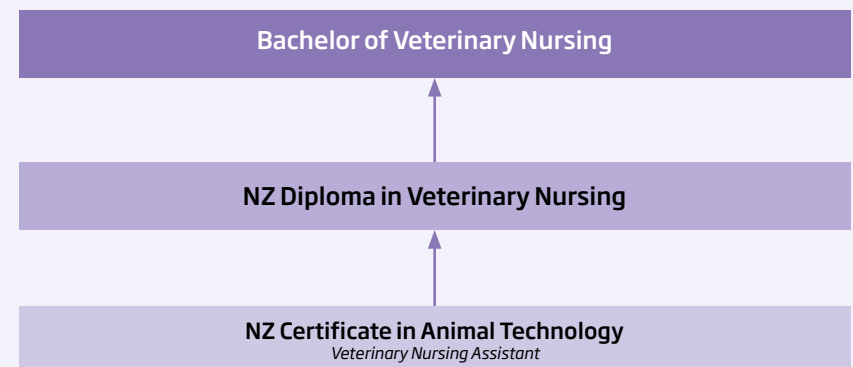 Bachelor of Veterinary Nursing
NZ Diploma in Veterinary Nursing
NZ Certificate in Animal Technology
Veterinary Nursing Assistant